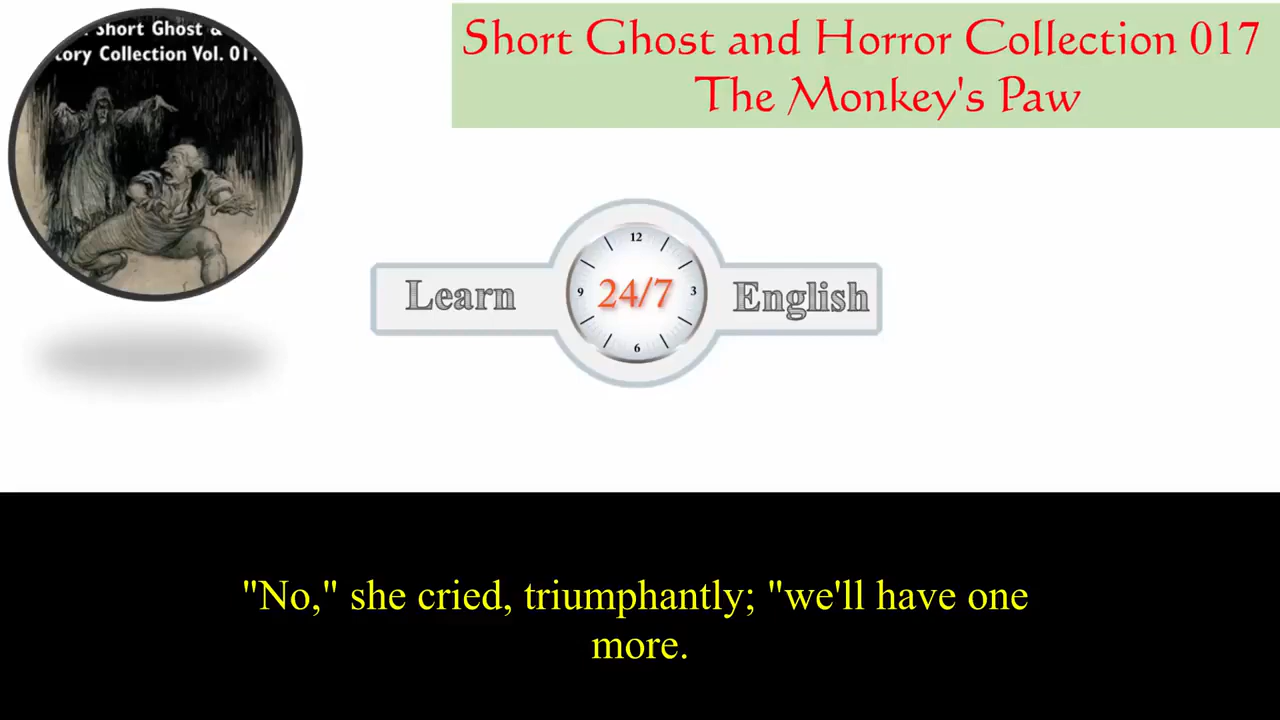 Short Ghost &
tory Collection Vol. 01
Short Ghost and Horror Collection 017
The Monkey's Paw
Learn
24/7
English
12
3
6
9
"No," she cried, triumphantly; "we'll have one
more.